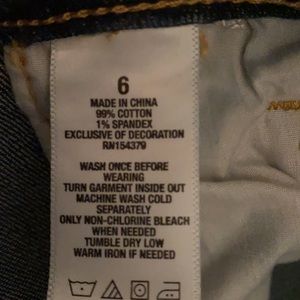 6
MADE IN CHINA
99% COTTON
1% SPANDEX
EXCLUSIVE OF DECORATION
RN154379
WASH ONCE BEFORE
WEARING
TURN GARMENT INSIDE OUT
MACHINE WASH COLD
SEPARATELY
ONLY NON-CHLORINE BLEACH
WHEN NEEDED
TUMBLE DRY LOW
WARM IRON IF NEEDED